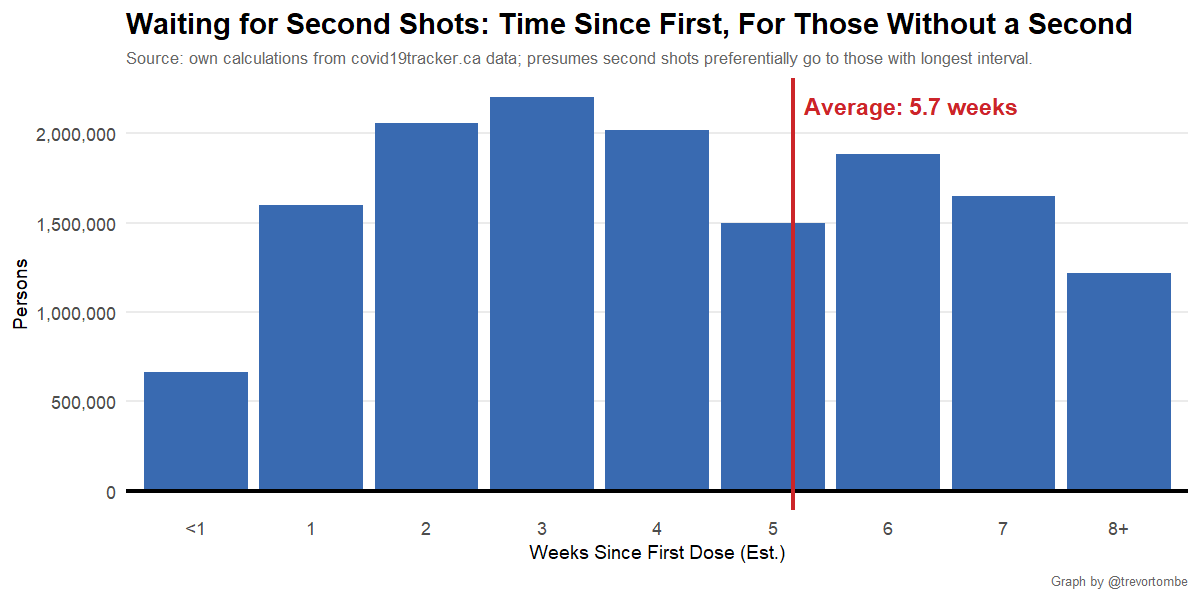 Waiting for Second Shots: Time Since First, For Those Without a Second
Source: own calculations from covid19tracker.ca data; presumes second shots preferentially go to those with longest interval.
Average: 5.7 weeks
2,000,000
1,500,000
1,000,000
500,000
0
Persons
<1 1 2 3 4 5 6 7 8+
Weeks Since First Dose (Est.)
Graph by @trevortombe